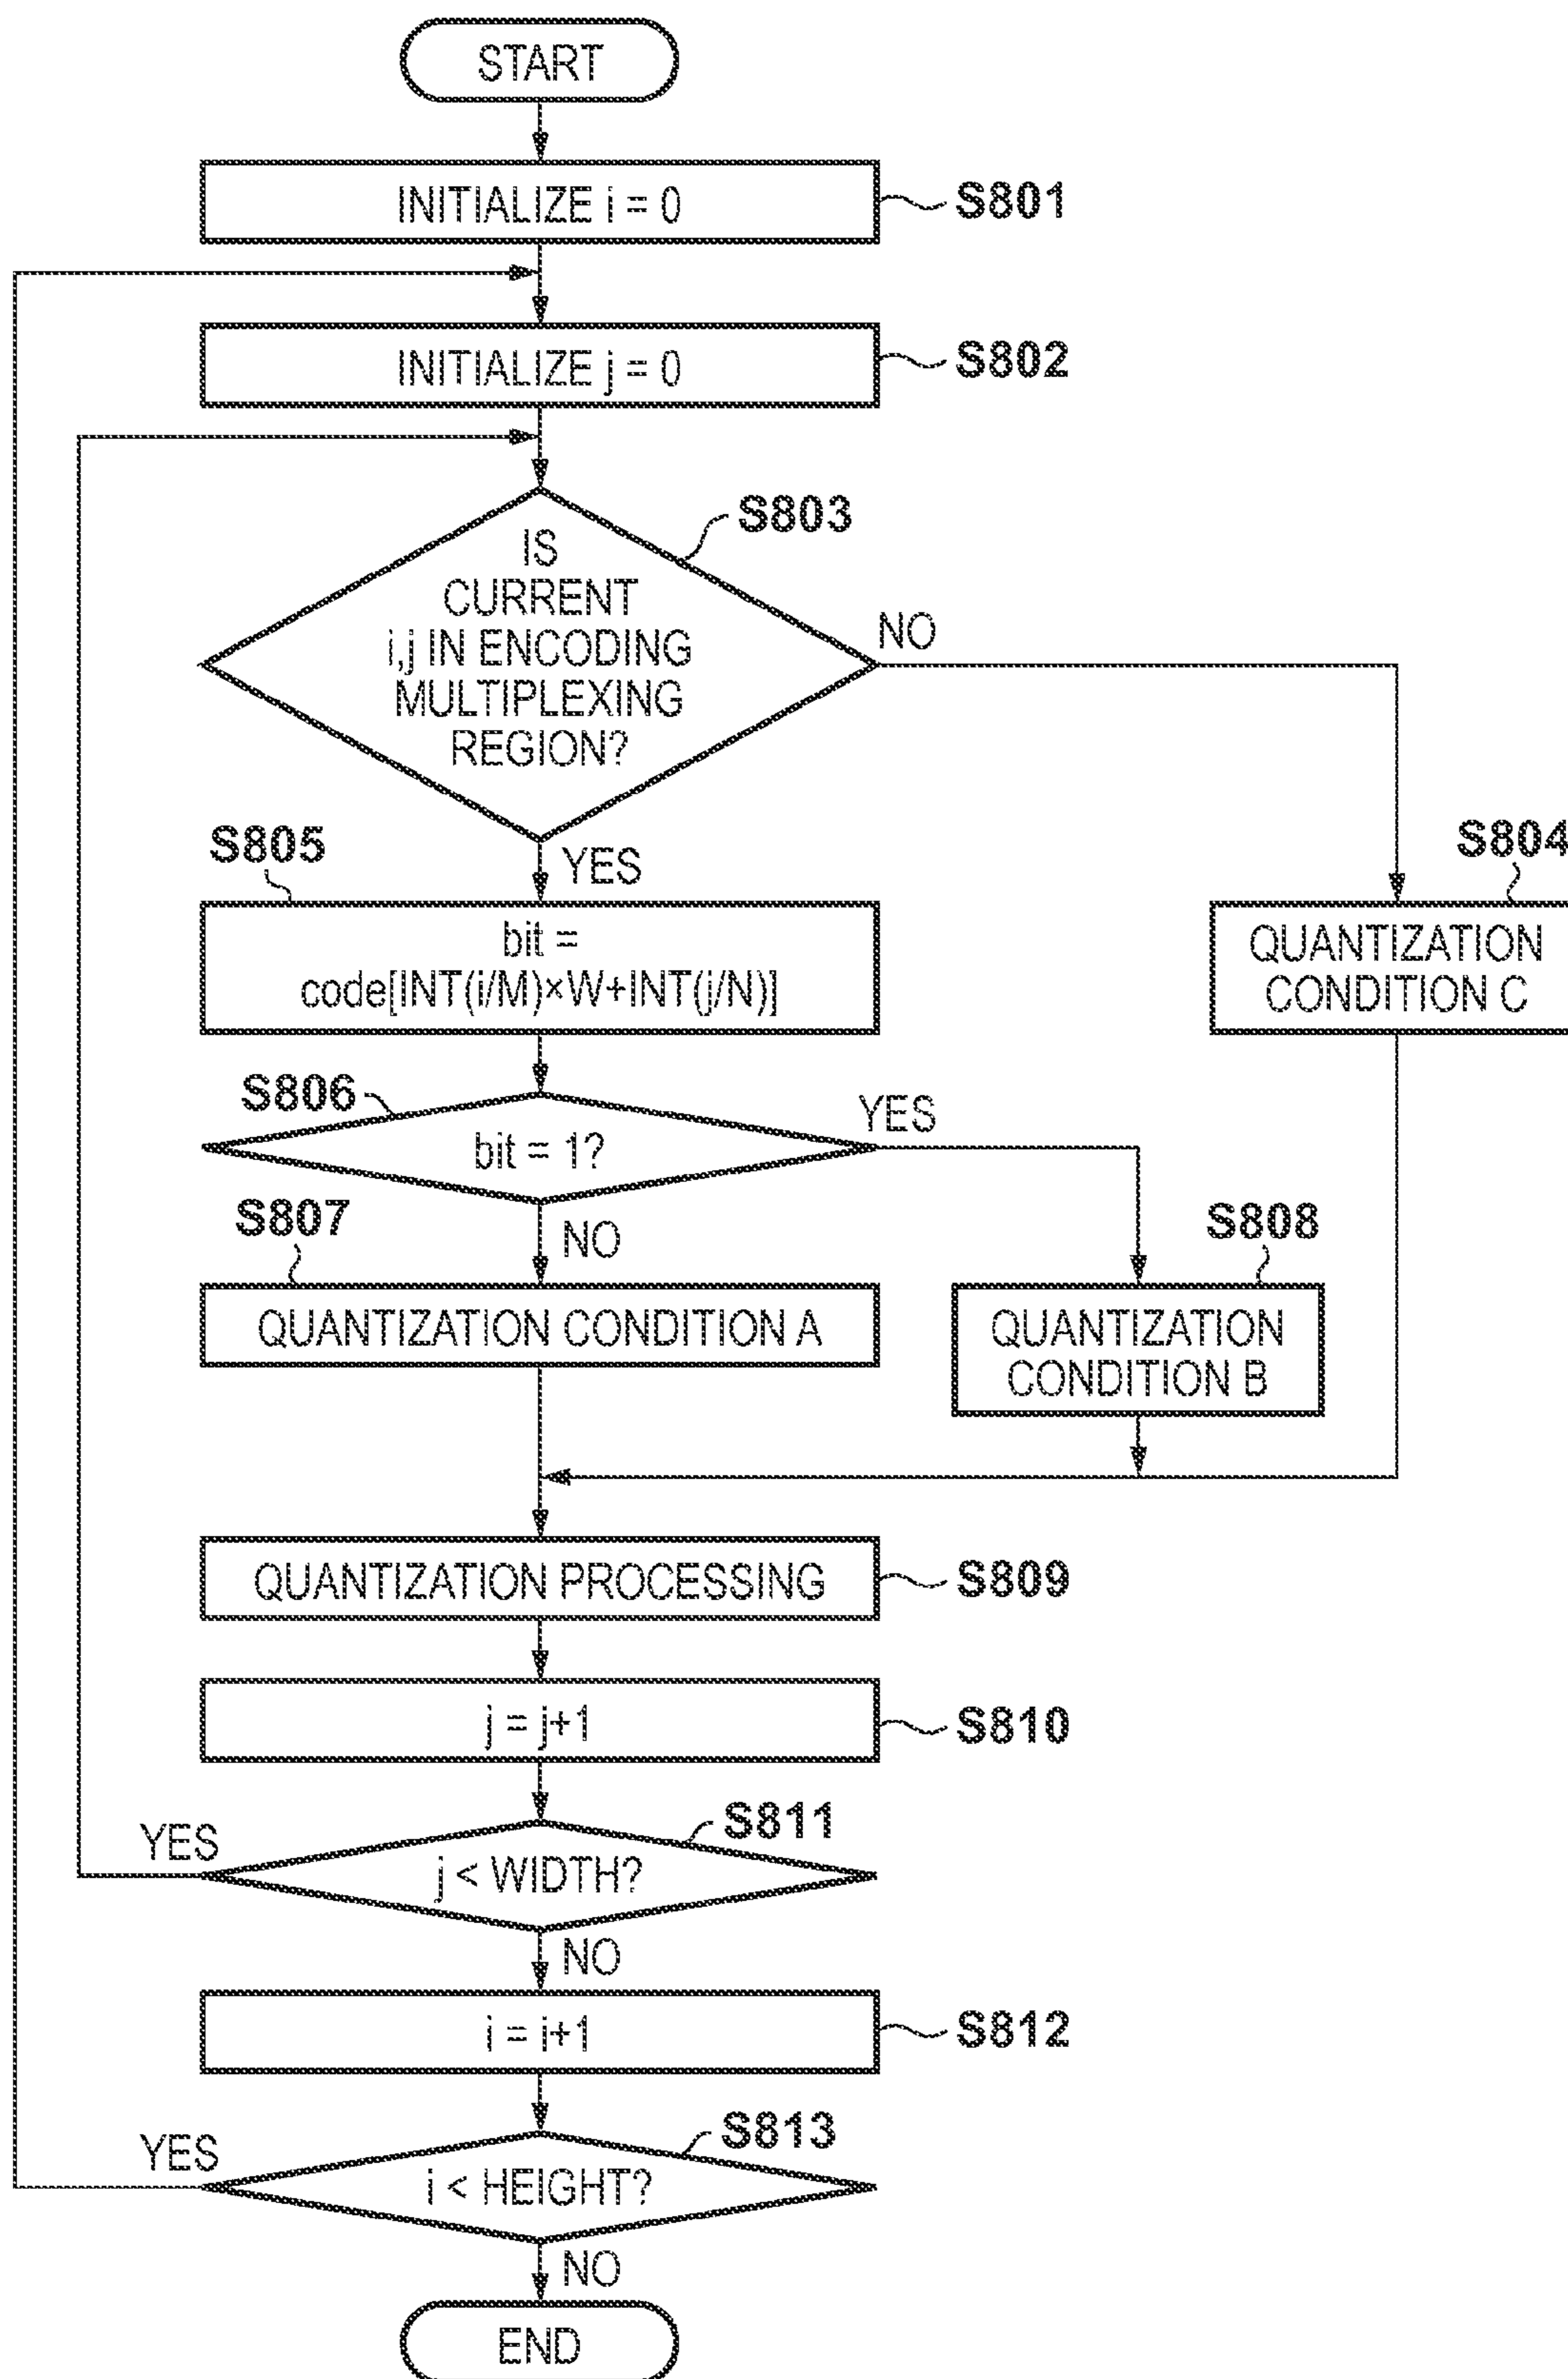 START
INITIALIZE i = 0
S801
INITIALIZE j = 0
S802
S803
IS
CURRENT
i,j IN ENCODING
MULTIPLEXING
REGION?
NO
YES
S805
bit =
code[INT(i/M)×W+INT(j/N)]
S804
QUANTIZATION
CONDITION C
S806
bit = 1?
YES
NO
S807
QUANTIZATION CONDITION A
S808
QUANTIZATION
CONDITION B
QUANTIZATION PROCESSING
S809
j = j+1
S810
S811
j < WIDTH?
YES
NO
i = i+1
S812
S813
i < HEIGHT?
YES
NO
END